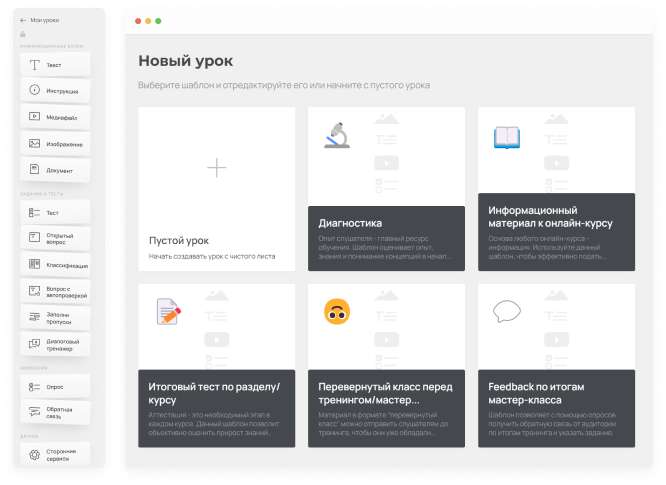 Мои уроки
ИНФОРМАЦИОННЫЕ БЛОКИ
Текст
Инструкция
Медиафайл
Изображение
Документ
ЗАДАНИЯ И ТЕСТЫ
Тест
Открытый
вопрос
Классификация
Вопрос с
автопроверкой
Заполни
пропуски
Диалоговый
тренажер
РЕФЛЕКСИЯ
Опрос
Обратная
связь
ДРУГОЕ
Сторонние
сервисы
Новый урок
Выберите шаблон и отредактируйте его или начните с пустого урока
Пустой урок
Начать создавать урок с чистого листа
Диагностика
Опыт слушателя - главный ресурс
обучения. Шаблон оценивает опыт,
знания и понимание концепций в начал...
Информационный
материал к онлайн-курсу
Основа любого онлайн-курса -
информация. Используйте данный
шаблон, чтобы эффективно подать...
Итоговый тест по разделу/
курсу
Аттестация - это необходимый этап в
каждом курсе. Данный шаблон позволит
объективно оценить прирост знаний...
Перевернутый класс перед
тренингом/мастер...
Материал в формате "перевернутый
класс" можно отправить слушателям до
тренинга, чтобы они уже обладали...
Feedback по итогам
мастер-класса
Шаблон позволяет с помощью опросов
получить обратную связь от аудитории
по итогам тренинга и указать задание.